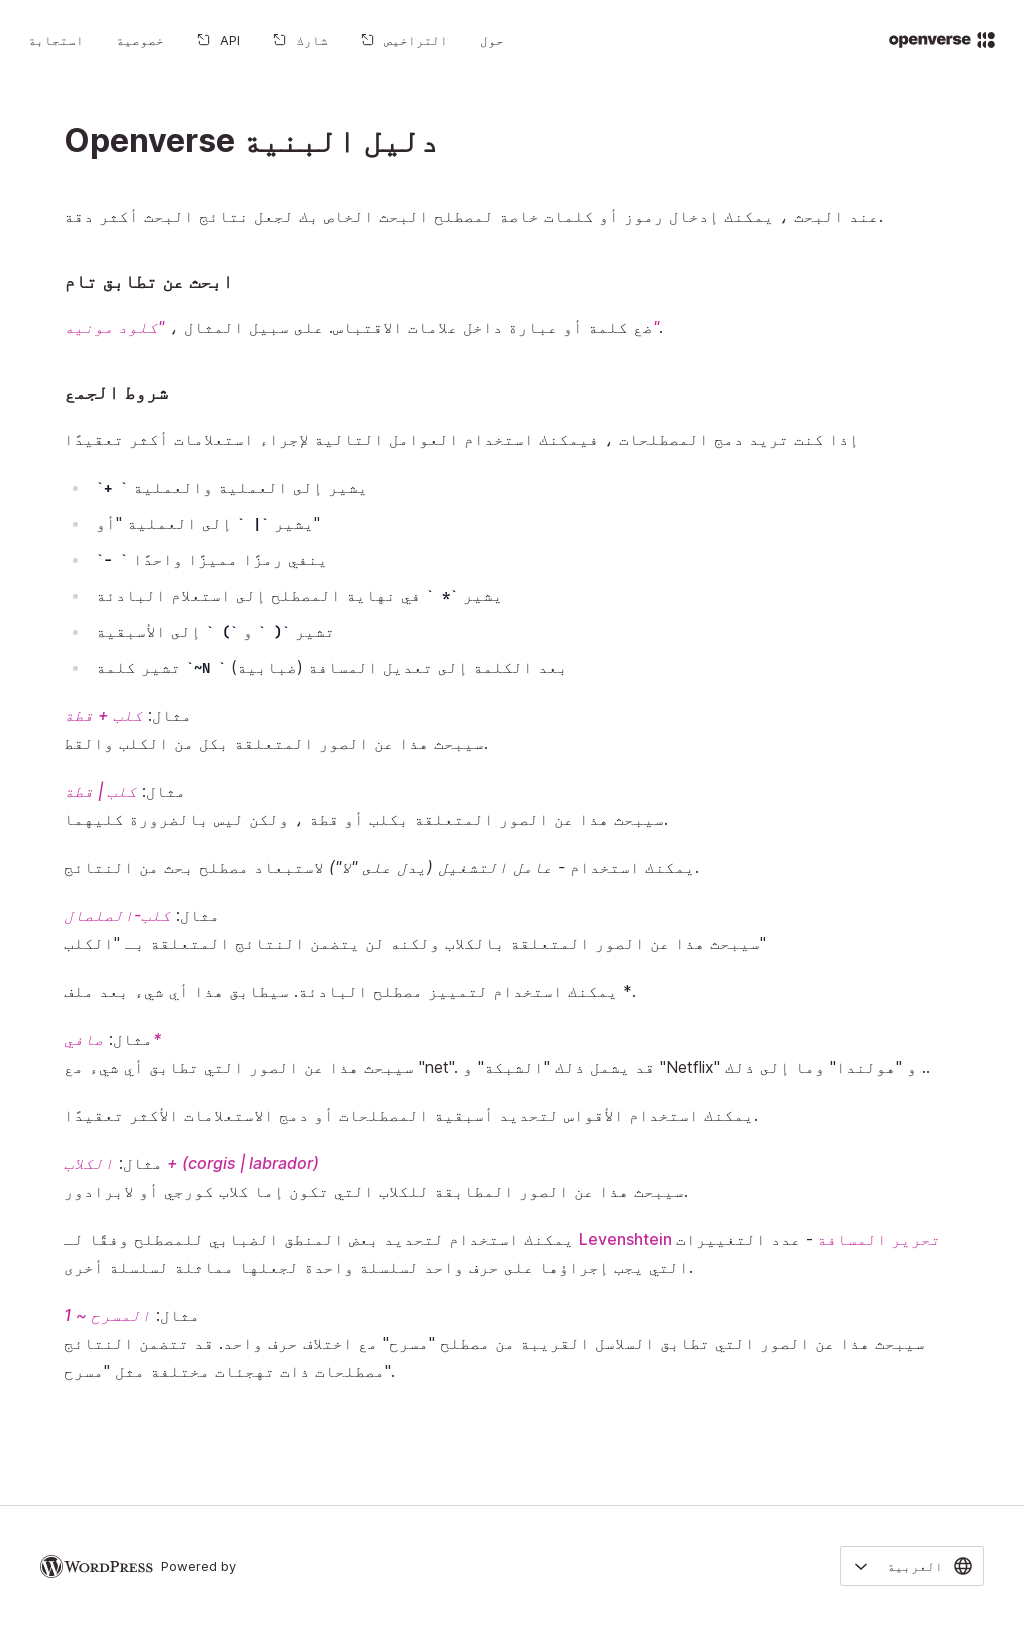 openverse
حول
التراخيص
شارك
API
خصوصية
استجابة
دليل البنية Openverse
عند البحث ، يمكنك إدخال رموز أو كلمات خاصة لمصطلح البحث الخاص بك لجعل نتائج البحث أكثر دقة.
ابحث عن تطابق تام
ضع كلمة أو عبارة داخل علامات الاقتباس. على سبيل المثال ، "كلود مونيه".
شروط الجمع
إذا كنت تريد دمج المصطلحات ، فيمكنك استخدام العوامل التالية لإجراء استعلامات أكثر تعقيدًا
`+ ` يشير إلى العملية والعملية
يشير `| ` إلى العملية "أو"
`- ` ينفي رمزًا مميزًا واحدًا
يشير `* ` في نهاية المصطلح إلى استعلام البادئة
تشير `( ` و `) ` إلى الأسبقية
تشير كلمة `~N ` بعد الكلمة إلى تعديل المسافة (ضبابية)
مثال: كلب + قطة
سيبحث هذا عن الصور المتعلقة بكل من الكلب والقط.
مثال: كلب | قطة
سيبحث هذا عن الصور المتعلقة بكلب أو قطة ، ولكن ليس بالضرورة كليهما.
يمكنك استخدام - عامل التشغيل (يدل على "لا") لاستبعاد مصطلح بحث من النتائج.
مثال: كلب-الصلصال
سيبحث هذا عن الصور المتعلقة بالكلاب ولكنه لن يتضمن النتائج المتعلقة بـ "الكلب"
يمكنك استخدام لتمييز مصطلح البادئة. سيطابق هذا أي شيء بعد ملف *.
مثال: صافي*
سيبحث هذا عن الصور التي تطابق أي شيء مع "net". قد يشمل ذلك "الشبكة" و "Netflix" و "هولندا" وما إلى ذلك ..
يمكنك استخدام الأقواس لتحديد أسبقية المصطلحات أو دمج الاستعلامات الأكثر تعقيدًا.
مثال: الكلاب + (corgis | labrador)
سيبحث هذا عن الصور المطابقة للكلاب التي تكون إما كلاب كورجي أو لابرادور.
يمكنك استخدام لتحديد بعض المنطق الضبابي للمصطلح وفقًا لـ Levenshtein تحرير المسافة - عدد التغييرات
التي يجب إجراؤها على حرف واحد لسلسلة واحدة لجعلها مماثلة لسلسلة أخرى.
مثال: المسرح ~ 1
سيبحث هذا عن الصور التي تطابق السلاسل القريبة من مصطلح "مسرح" مع اختلاف حرف واحد. قد تتضمن النتائج
مصطلحات ذات تهجئات مختلفة مثل "مسرح".
العربية
Powered by WORDPRESS